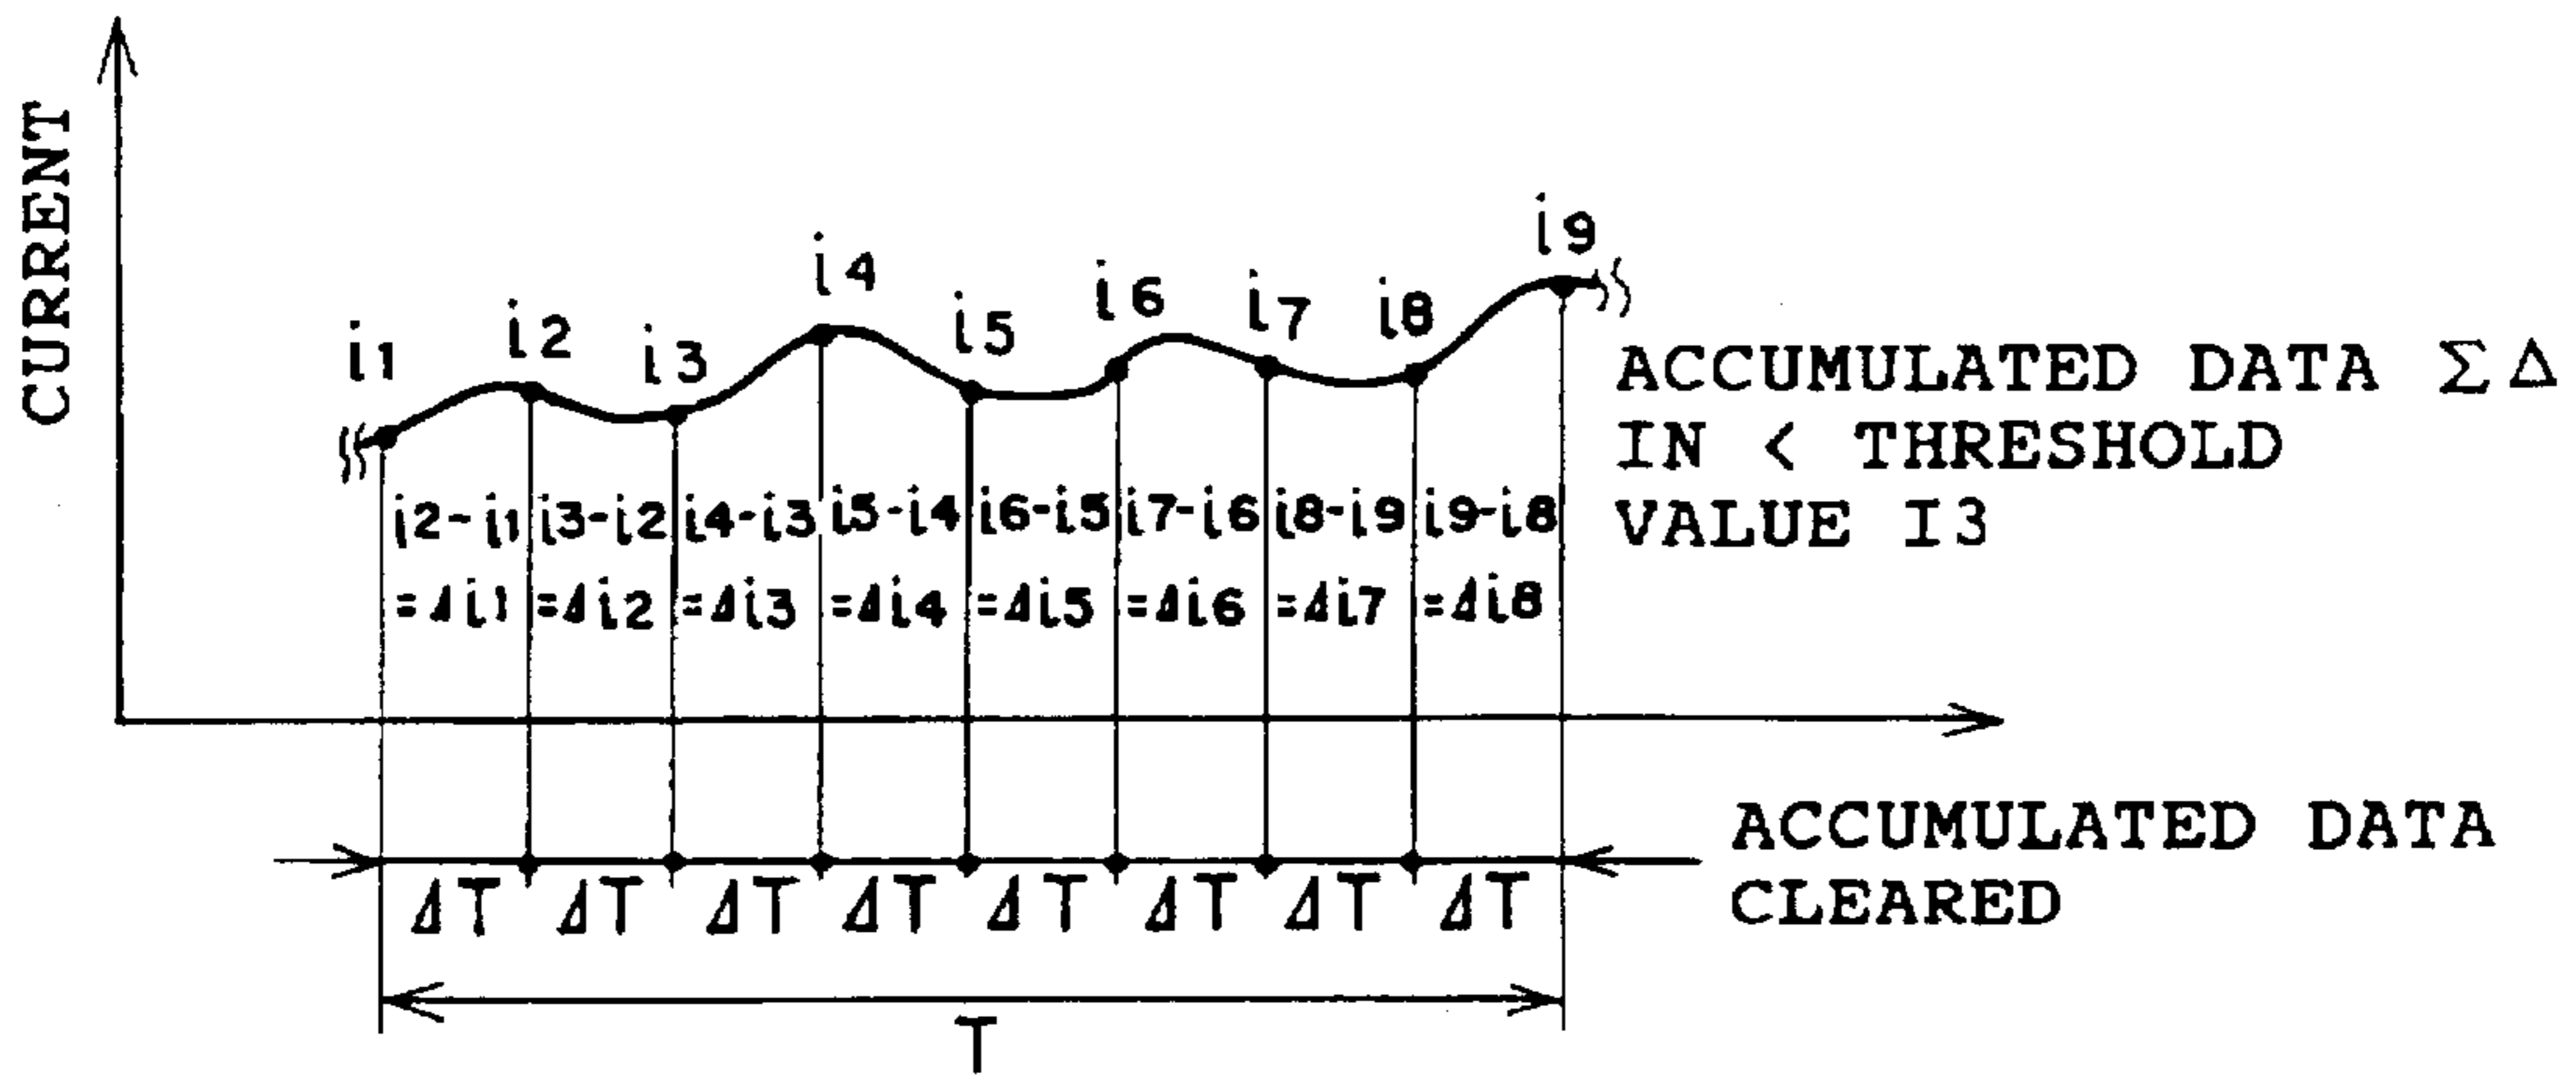 CURRENT
i1
i2
i3
i4
i5
i6
i7
i8
i9
ACCUMULATED DATA ΣΔ
IN < THRESHOLD
VALUE I3
i2-i1 i3-i2 i4-i3 i5-i4 i6-i5 i7-i6 i8-i9 i9-i8
=Δi1 =Δi2 =Δi3 =Δi4 =Δi5 =Δi6 =Δi7 =Δi8
ACCUMULATED DATA
CLEARED
ΔT ΔT ΔT ΔT ΔT ΔT ΔT ΔT
T